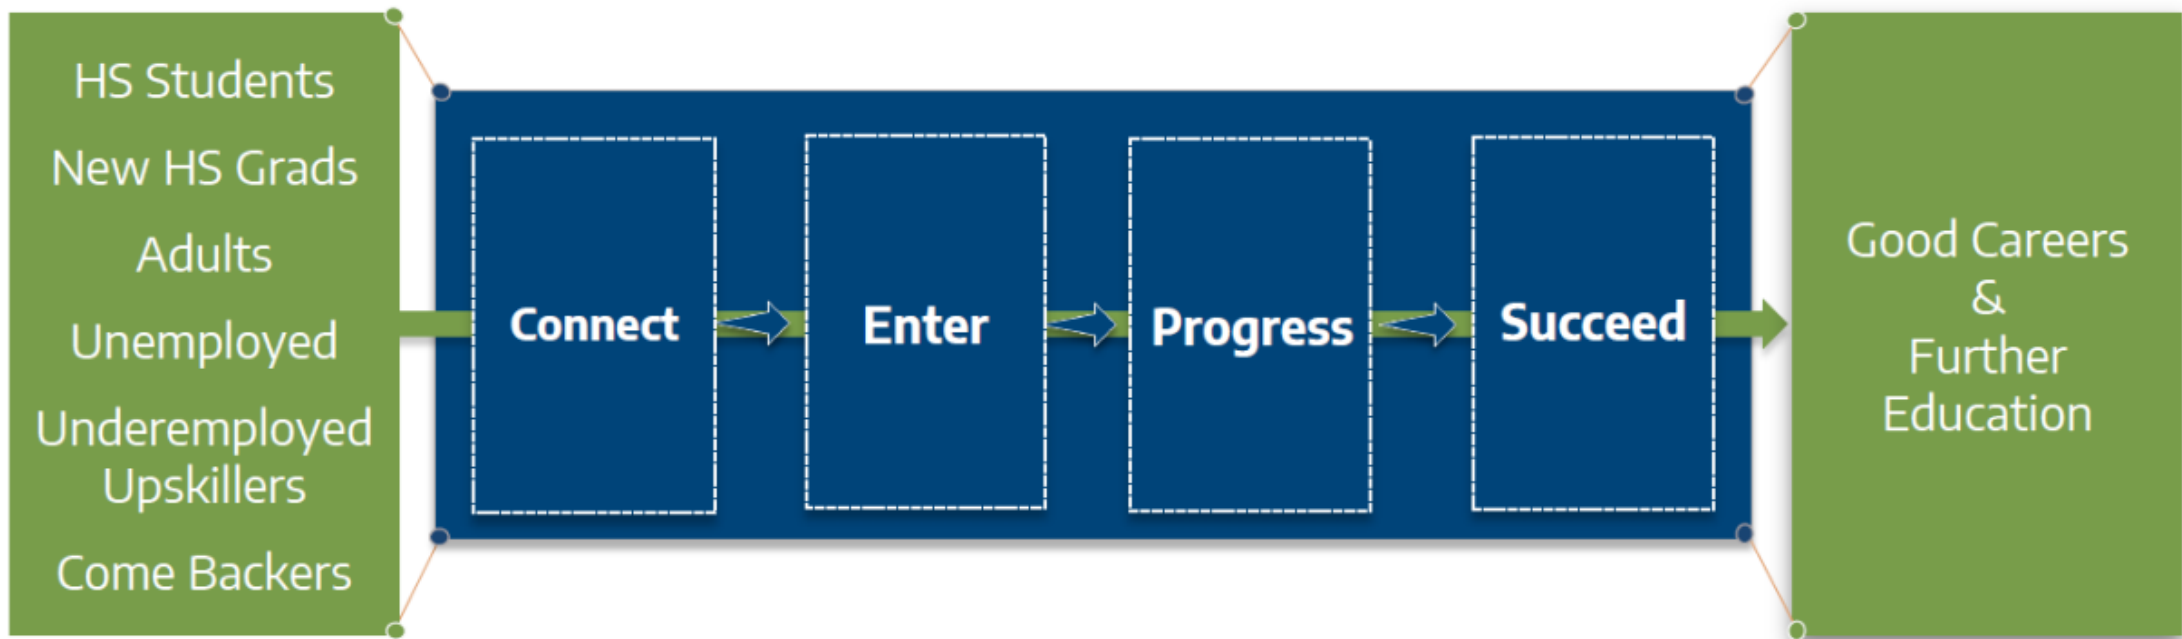 HS Students
New HS Grads
Adults
Unemployed
Underemployed
Upskillers
Come Backers
Connect
Enter
Progress
Succeed
Good Careers
&
Further
Education